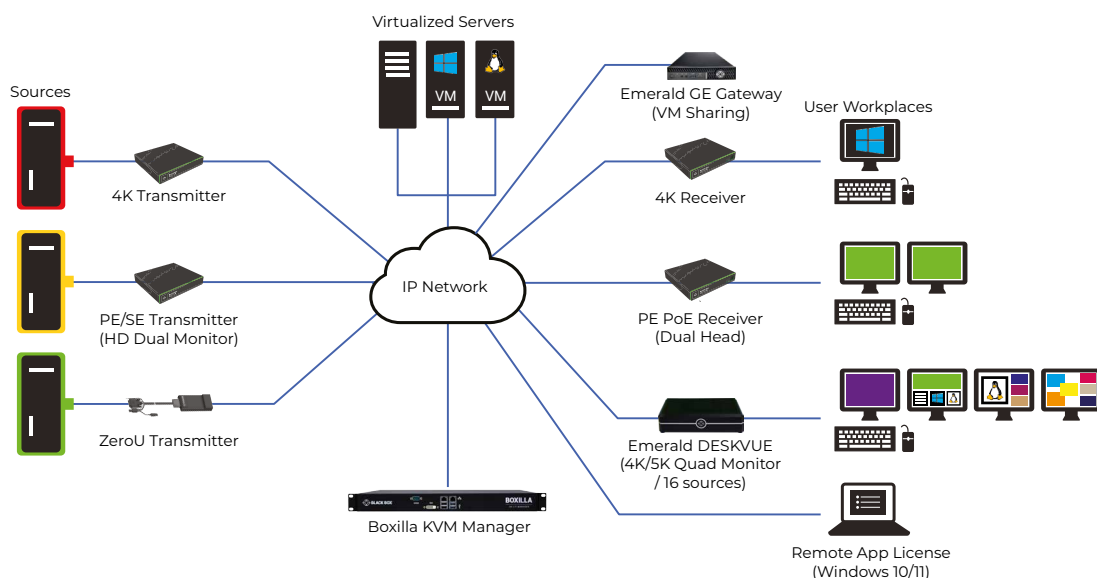 Virtualized Servers
VM
VM
Sources
4K Transmitter
PE/SE Transmitter
(HD Dual Monitor)
ZeroU Transmitter
IP Network
BLACK BOX
BOXILLA
Boxilla KVM Manager
Emerald GE Gateway
(VM Sharing)
4K Receiver
PE PoE Receiver
(Dual Head)
Emerald DESKVUE
(4K/5K Quad Monitor
/ 16 sources)
User Workplaces
Remote App License
(Windows 10/11)